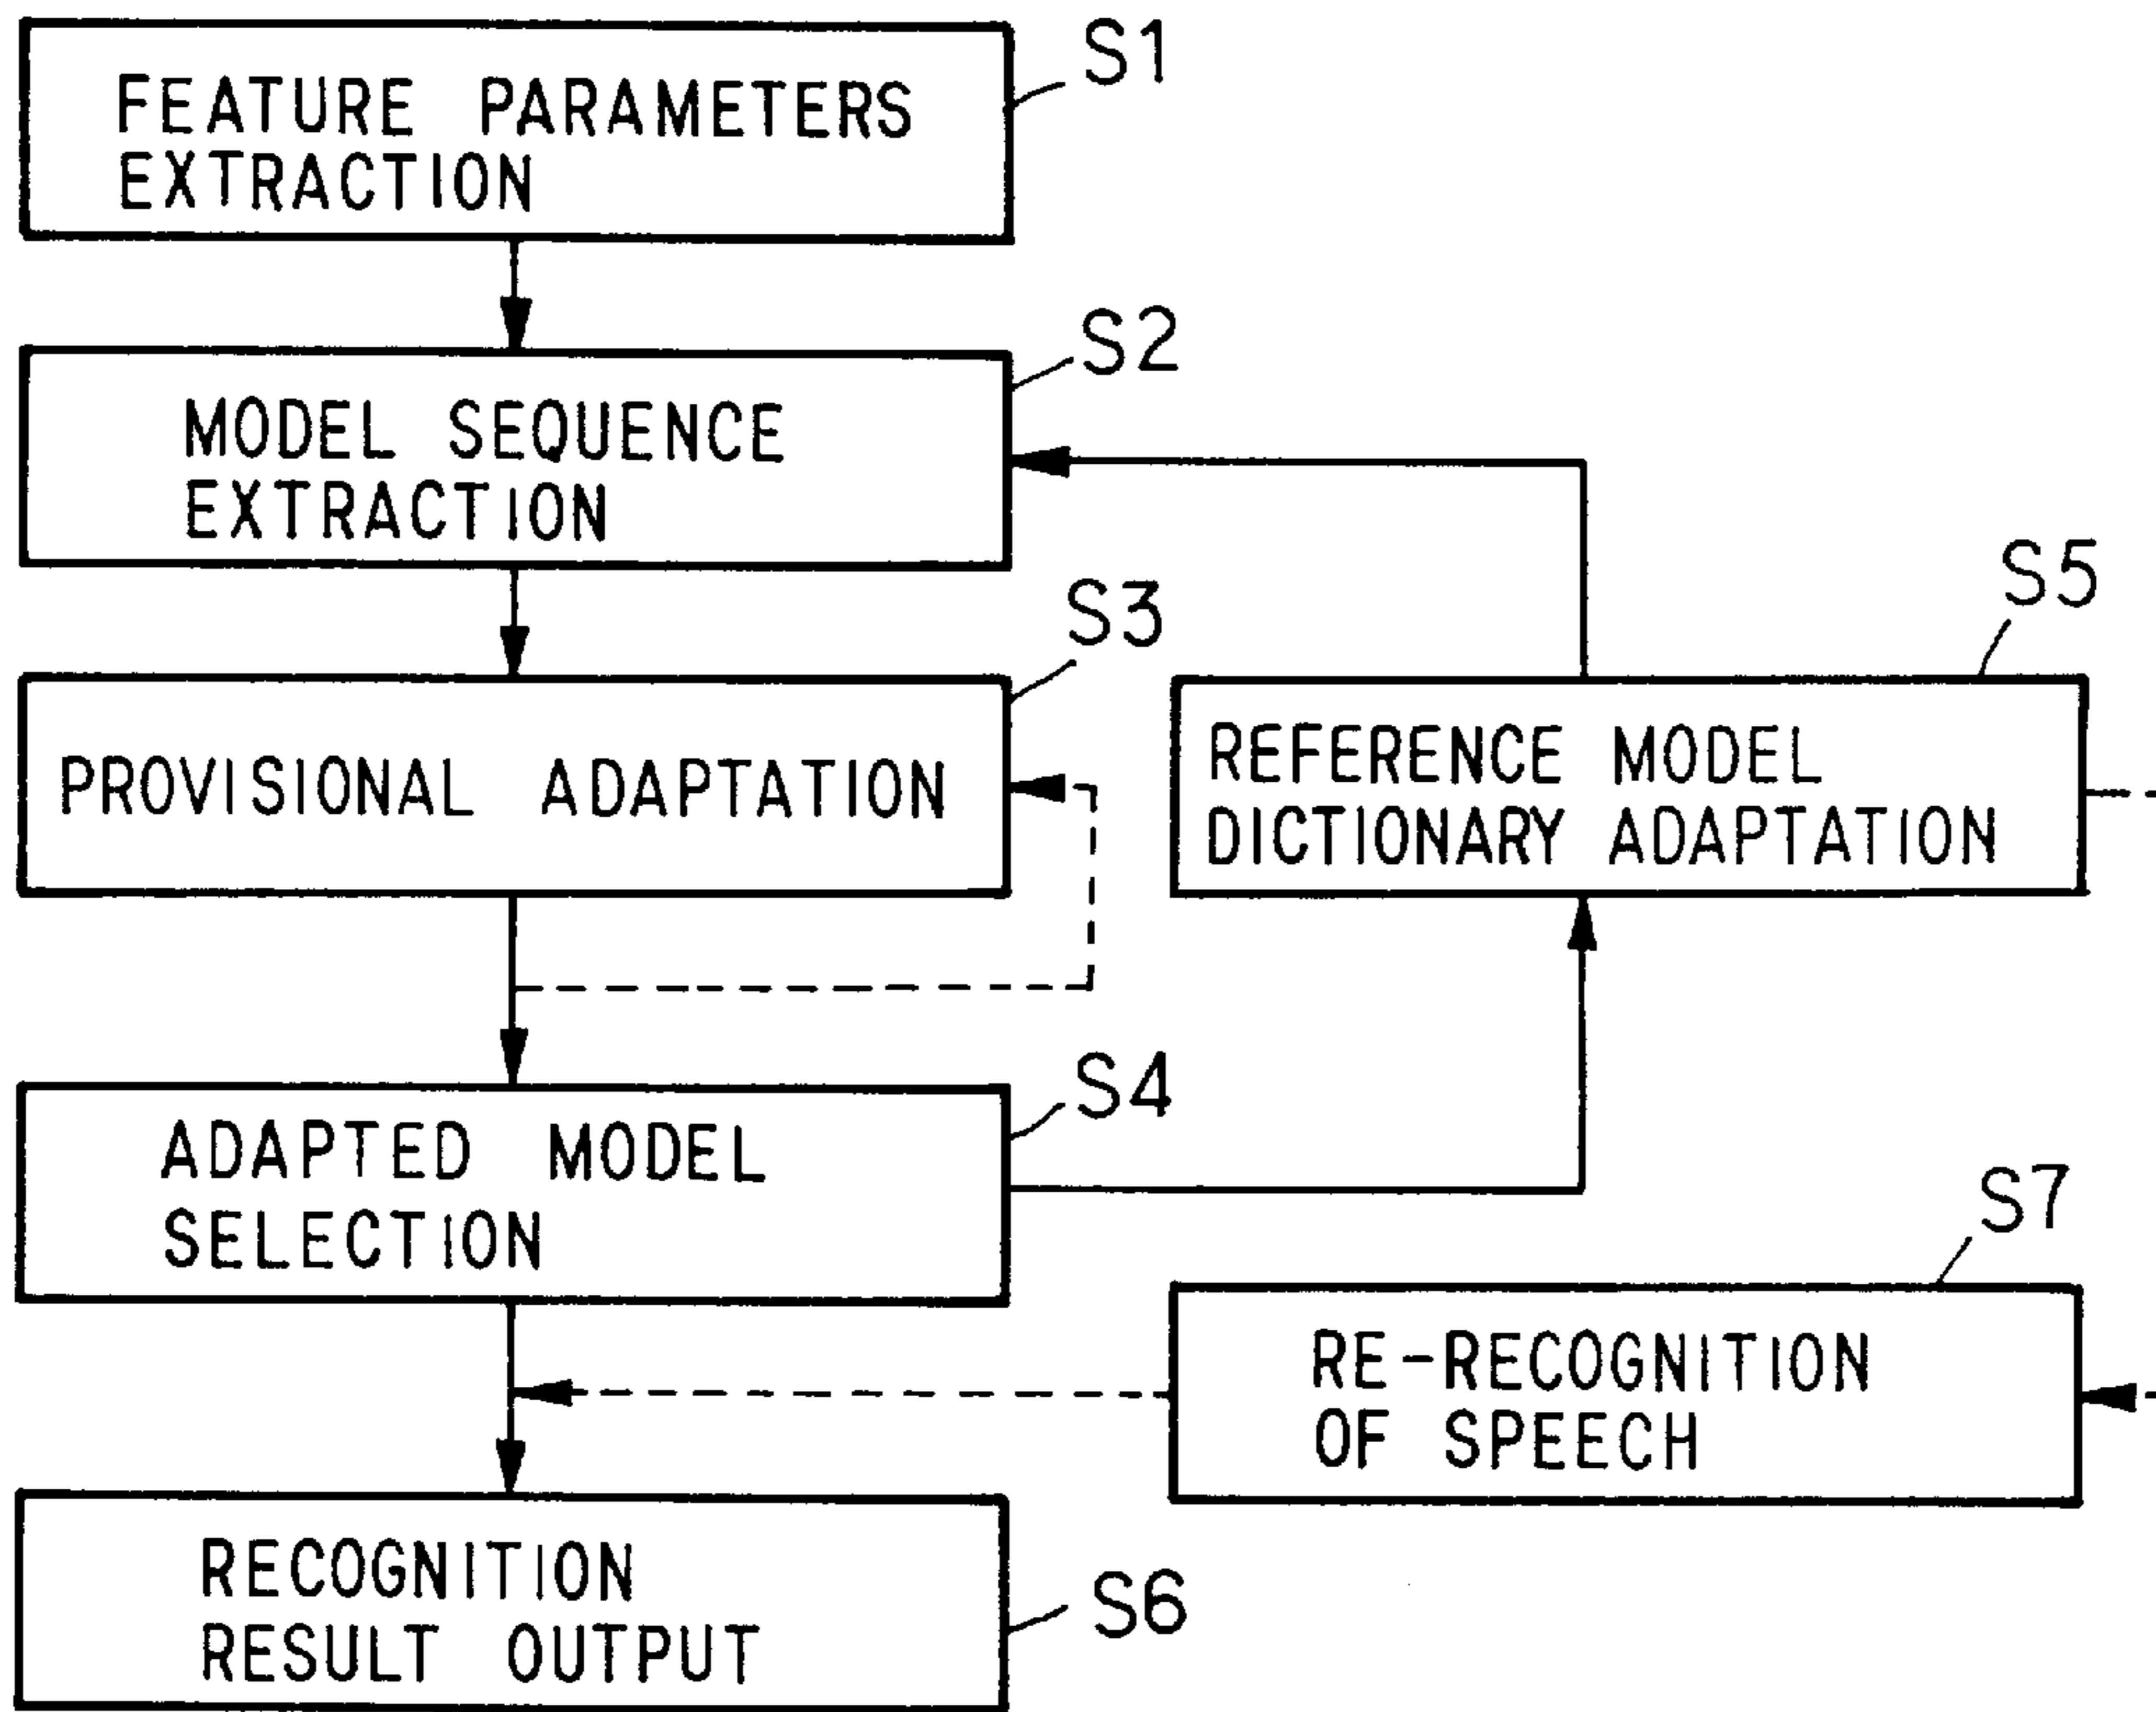 S1
FEATURE PARAMETERS
EXTRACTION
S2
MODEL SEQUENCE
EXTRACTION
S3
PROVISIONAL ADAPTATION
S5
REFERENCE MODEL
DICTIONARY ADAPTATION
S4
ADAPTED MODEL
SELECTION
S7
RE-RECOGNITION
OF SPEECH
RECOGNITION
RESULT OUTPUT
S6